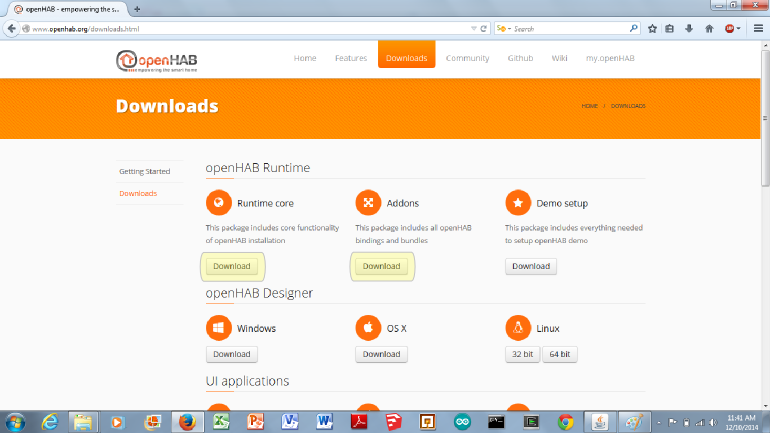 openHAB - empowering the s...
www.openhab.org/downloads.html
Search
openHAB
empowering the smart home
Home
Features
Downloads
Community
Github
Wiki
my.openHAB
Downloads
HOME / DOWNLOADS
Getting Started
Downloads
openHAB Runtime
Runtime core
This package includes core functionality
of openHAB installation
Download
Addons
This package includes all openHAB
bindings and bundles
Download
Demo setup
This package includes everything needed
to setup openHAB demo
Download
openHAB Designer
Windows
Download
OS X
Download
Linux
32 bit
64 bit
UI applications
11:41 AM
12/10/2014